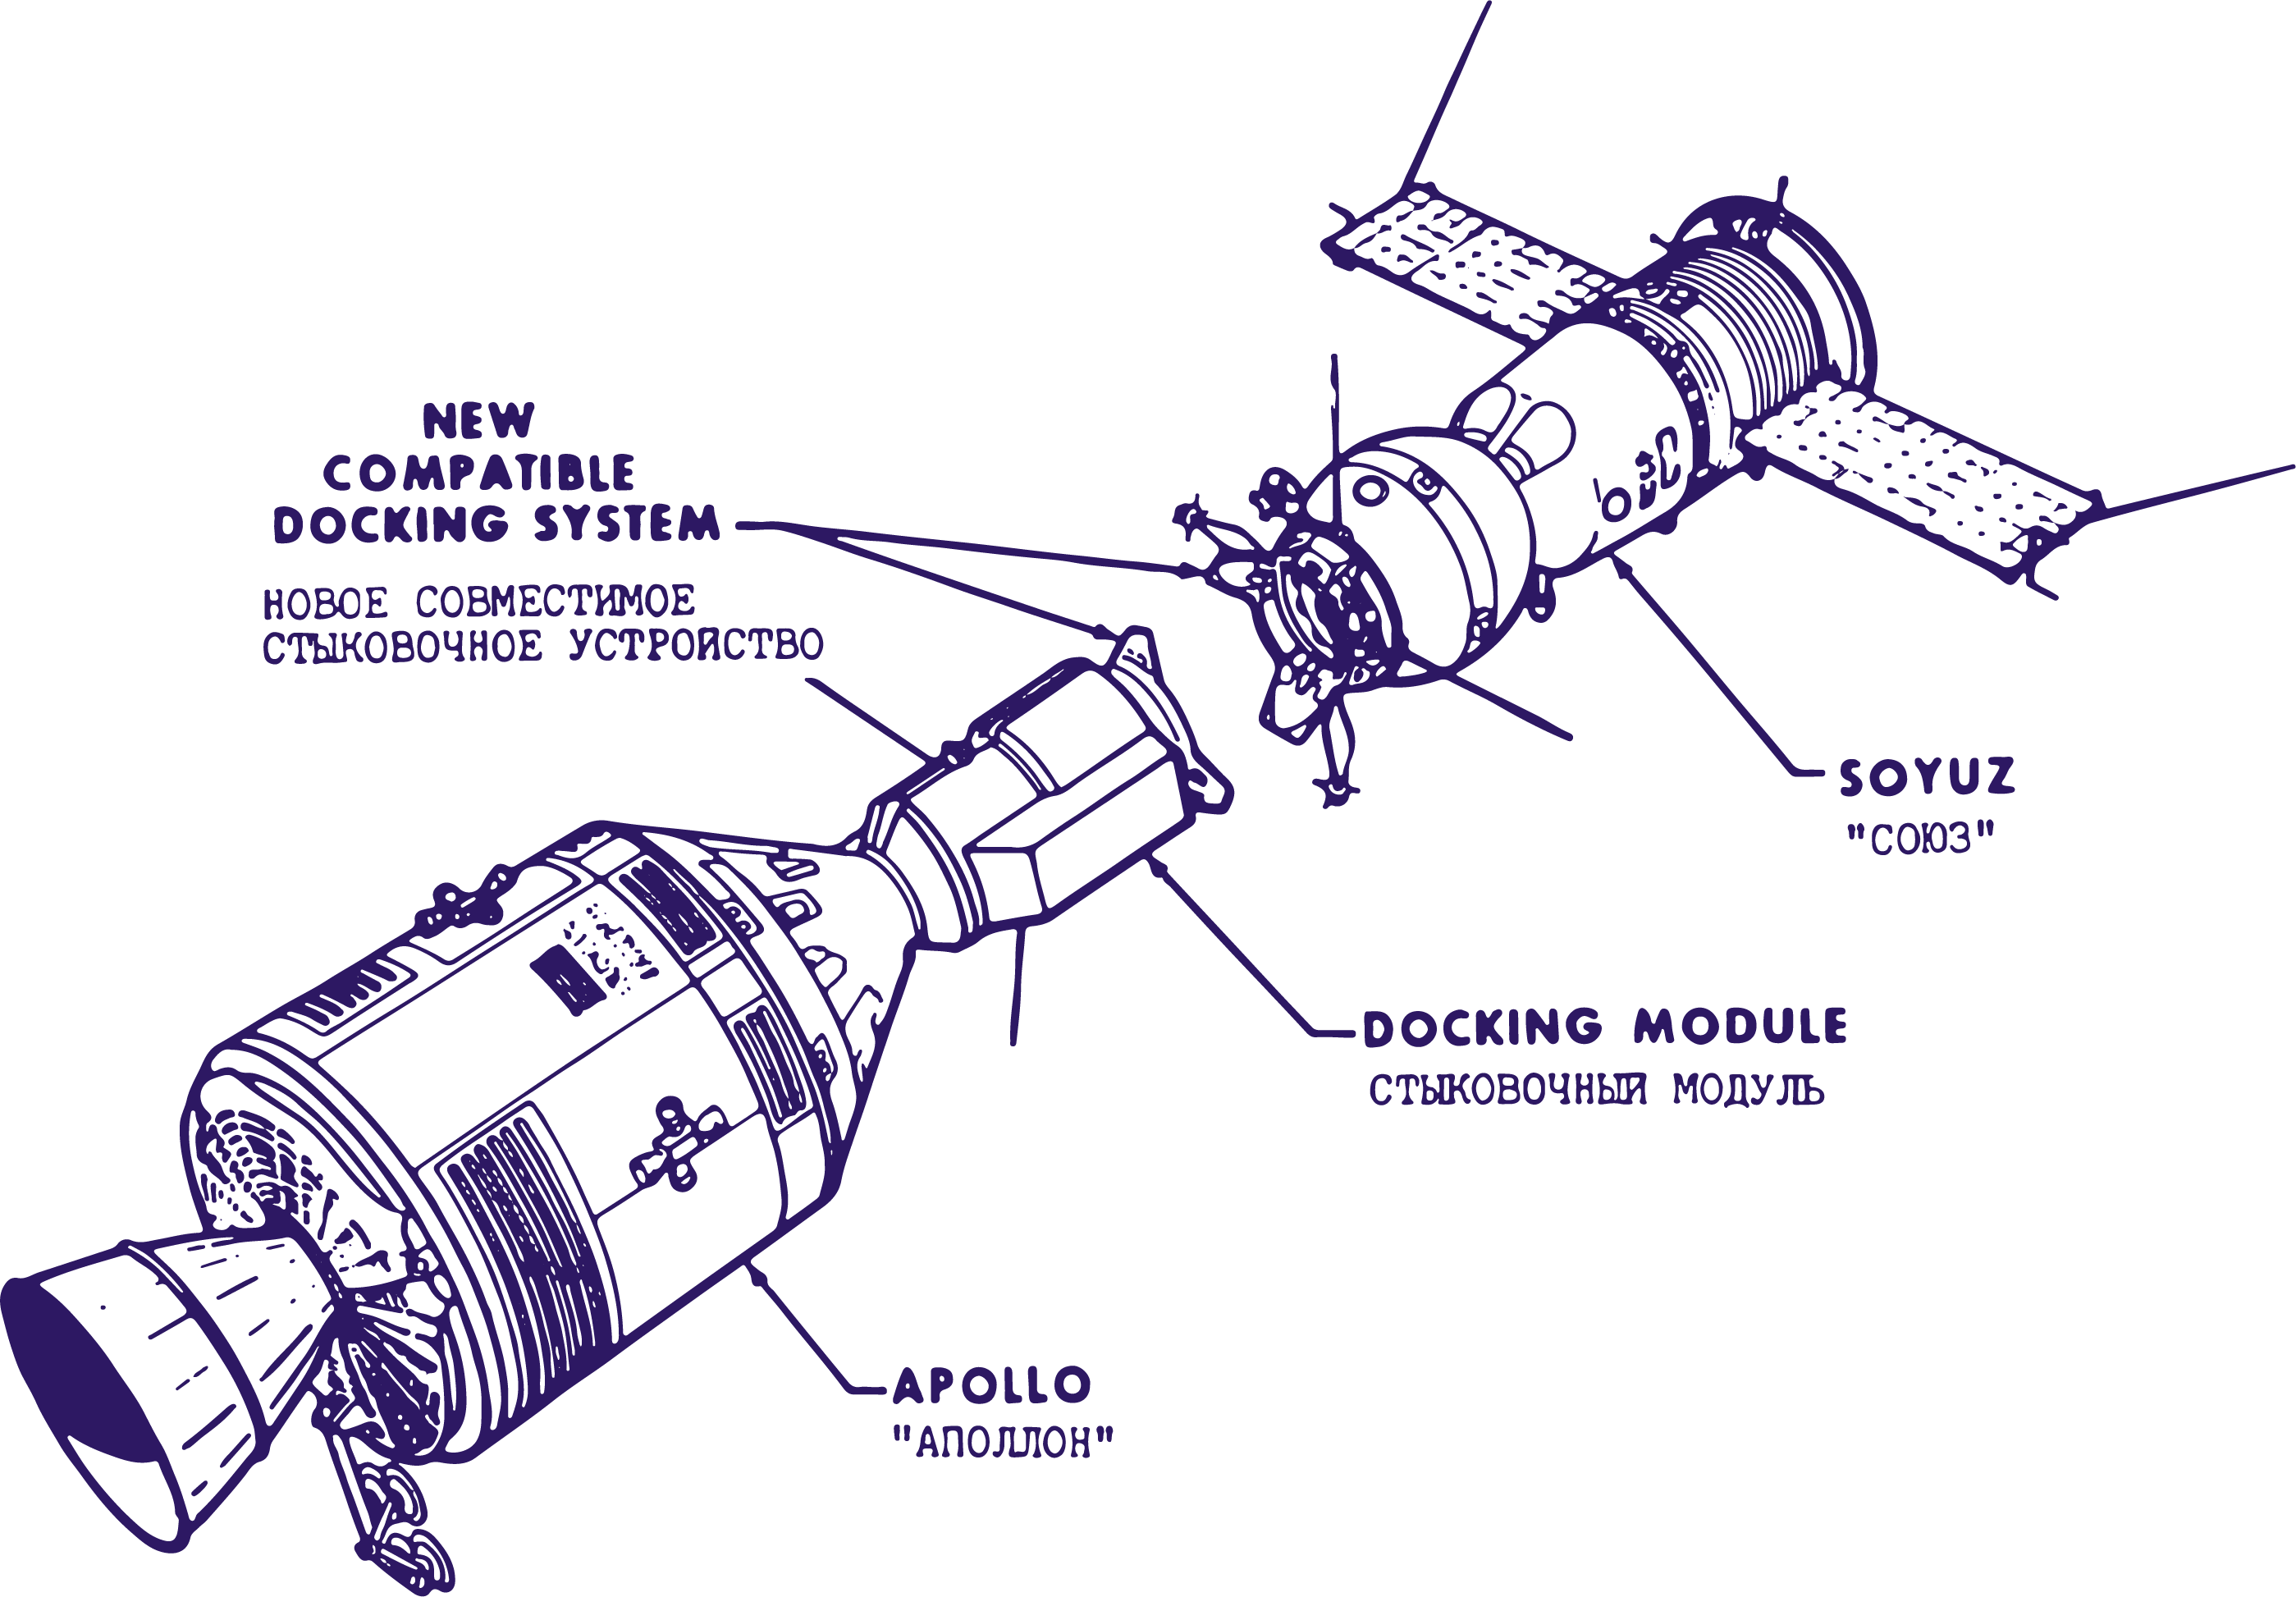 NEW
COMPATIBLE
DOCKING SYSTEM
НОВОЕ СОВМЕСТИМОЕ
СТЫКОВОЧНОЕ УСТРОЙСТВО
SOYUZ
"СОЮЗ"
DOCKING MODULE
СТЫКОВОЧНЫЙ МОДУЛЬ
APOLLO
"АПОЛЛОН"